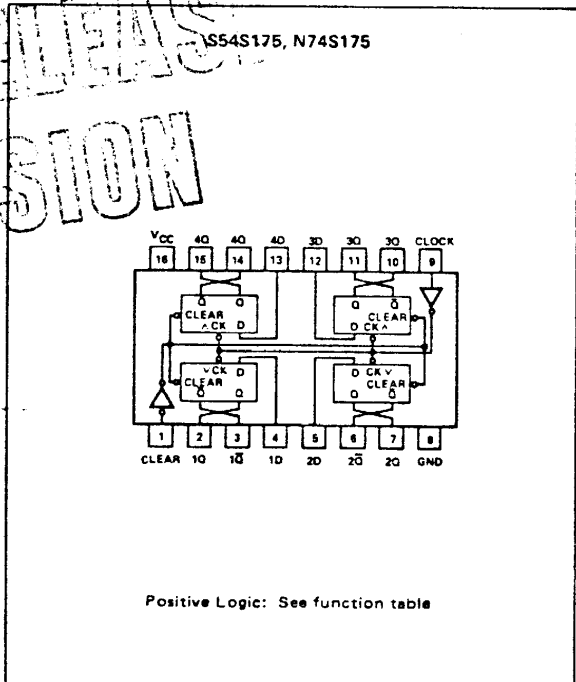 S54S175, N74S175
SION
VCC 4Q 4Q 4D 3D 3Q 3Q CLOCK
16 15 14 13 12 11 10 9
Q̄ Q Q Q̄
CLEAR CLEAR
CK D D CK
CK D D CK
CLEAR CLEAR
Q̄ Q Q Q̄
1 2 3 4 5 6 7 8
CLEAR 1Q 1Q̄ 1D 2D 2Q̄ 2Q GND
Positive Logic: See function table